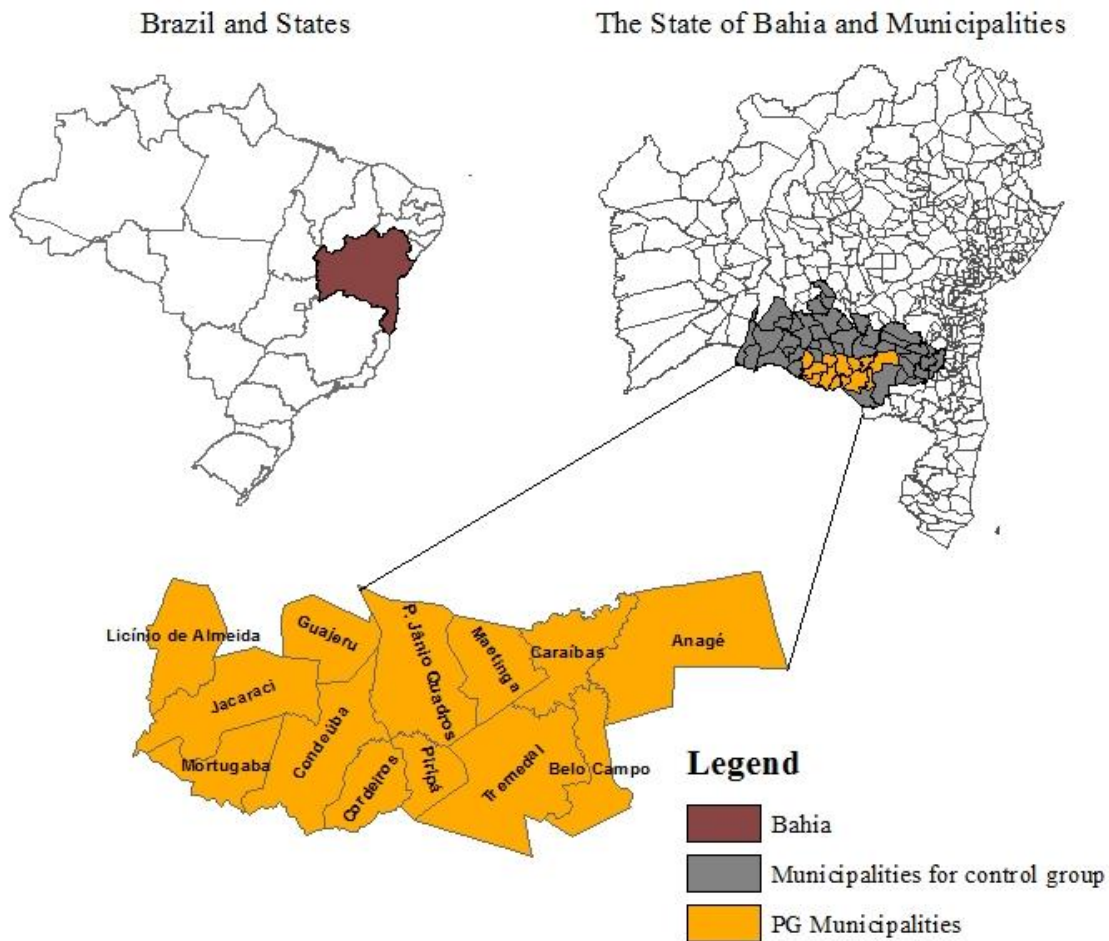 Brazil and States
The State of Bahia and Municipalities
Licínio de Almeida
Guajeru
P. Jânio Quadros
Maetinga
Caraíbas
Anagé
Jacaraci
Mortugaba
Condeúba
Cordeiros
Piripá
Tremedal
Belo Campo
Legend
Bahia
Municipalities for control group
PG Municipalities